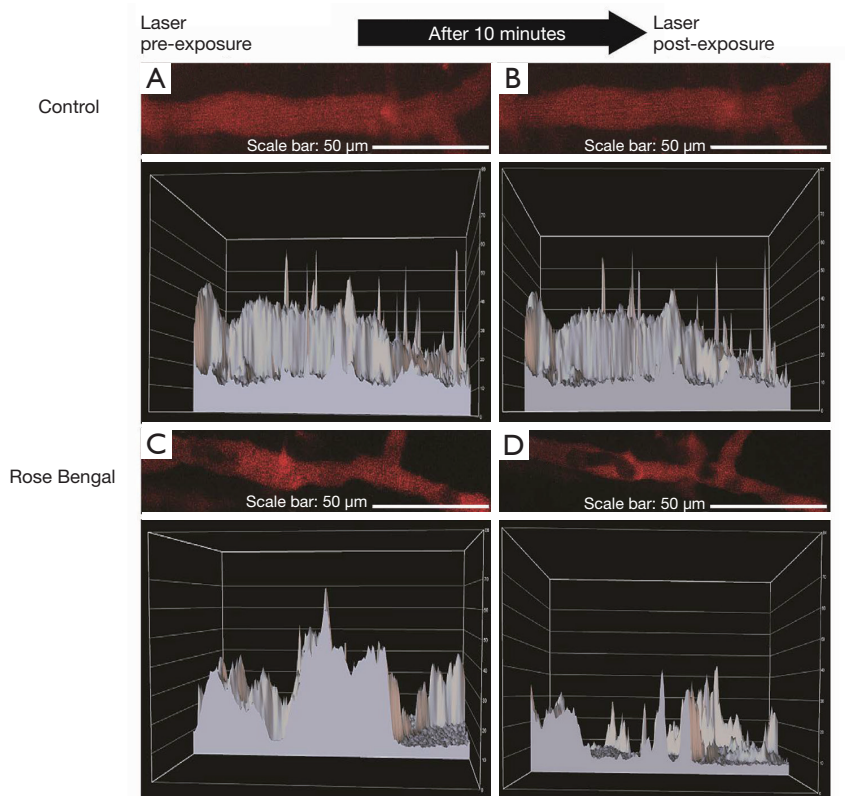 Laser
pre-exposure
After 10 minutes
Laser
post-exposure
Control
A
Scale bar: 50 μm
B
Scale bar: 50 μm
Rose Bengal
C
Scale bar: 50 μm
D
Scale bar: 50 μm